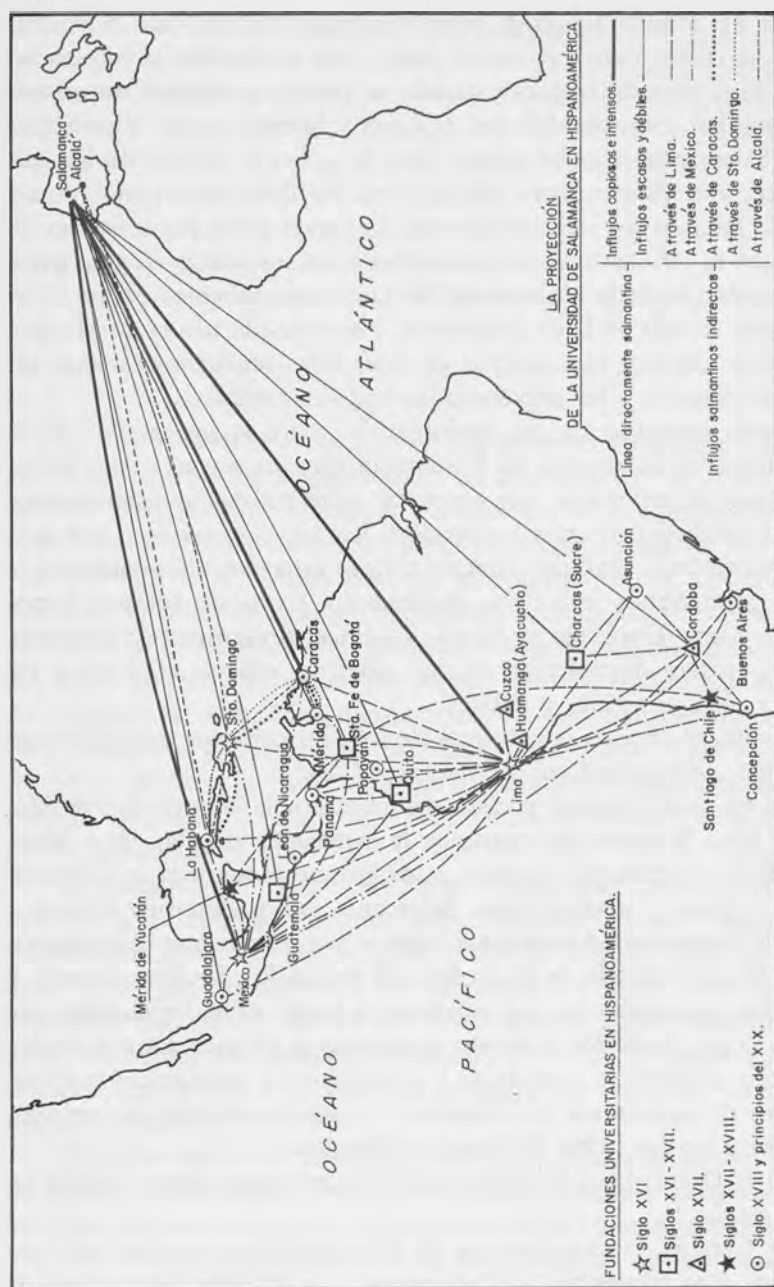 Salamanca
Alcalá
OCÉANO
ALÁNCO
Mérida de Yucatán
Guadalajara
México
La Habana
Sto. Domingo
Caracas
Mérida
Guatemala
León de Nicaragua
Panamá
Sta. Fe de Bogotá
Popayán
Quito
OCÉANO
PACÍFICO
Lima
Cuzco
Huamanga (Ayacucho)
Charcas (Sucre)
Asunción
Córdoba
Santiago de Chile
Buenos Aires
Concepción
FUNDACIONES UNIVERSITARIAS EN HISPANOAMÉRICA.
Siglo XVI.
Siglos XVI - XVII.
Siglo XVII.
Siglos XVII - XVIII.
Siglo XVIII y principios del XIX.
LA PROYECCIÓN
DE LA UNIVERSIDAD DE SALAMANCA EN HISPANOAMÉRICA
Línea directamente salmantina
Influjos copiosos e intensos.
Influjos escasos y débiles.
Influjos salmantinos indirectos
A través de Lima.
A través de México.
A través de Caracas.
A través de Sto. Domingo.
A través de Alcalá.